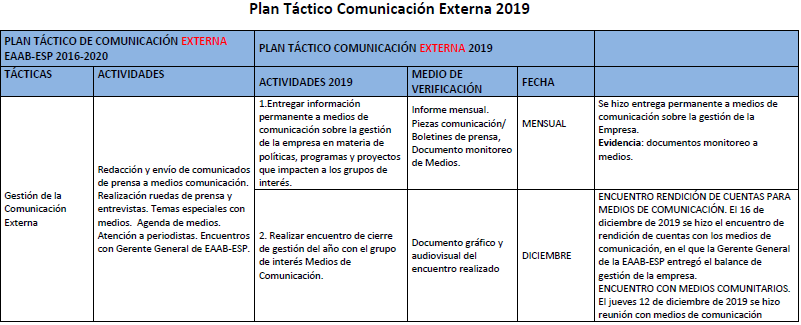 Plan Táctico Comunicación Externa 2019
PLAN TÁCTICO DE COMUNICACIÓN EXTERNA
EAAB-ESP 2016-2020
PLAN TÁCTICO COMUNICACIÓN EXTERNA 2019
TÁCTICAS
ACTIVIDADES
ACTIVIDADES 2019
MEDIO DE
VERIFICACIÓN
FECHA
Gestión de la
Comunicación
Externa
Redacción y envío de comunicados
de prensa a medios comunicación.
Realización ruedas de prensa y
entrevistas. Temas especiales con
medios. Agenda de medios.
Atención a periodistas. Encuentros
con Gerente General de EAAB-ESP.
1.Entregar información
permanente a medios de
comunicación sobre la gestión
de la empresa en materia de
políticas, programas y proyectos
que impacten a los grupos de
interés.
Informe mensual.
Piezas comunicación/
Boletines de prensa,
Documento monitoreo
de Medios.
MENSUAL
Se hizo entrega permanente a medios de
comunicación sobre la gestión de la
Empresa.
Evidencia: documentos monitoreo a
medios.
2. Realizar encuentro de cierre
de gestión del año con el grupo
de interés Medios de
Comunicación.
Documento gráfico y
audiovisual del
encuentro realizado
DICIEMBRE
ENCUENTRO RENDICIÓN DE CUENTAS PARA
MEDIOS DE COMUNICACIÓN. El 16 de
diciembre de 2019 se hizo el encuentro de
rendición de cuentas con los medios de
comunicación, en el que la Gerente General
de la EAAB-ESP entregó el balance de
gestión de la empresa.
ENCUENTRO CON MEDIOS COMUNITARIOS.
El jueves 12 de diciembre de 2019 se hizo
reunión con medios de comunicación